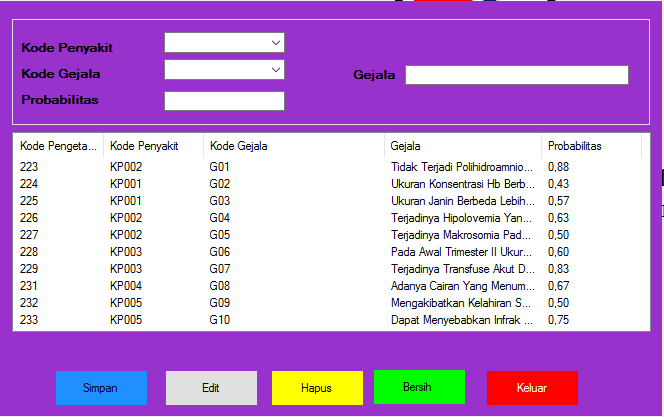 Kode Penyakit
Kode Gejala
Gejala
Probabilitas
Kode Pengeta... Kode Penyakit Kode Gejala Gejala Probabilitas
223 KP002 G01 Tidak Terjadi Polihidroamnio... 0,88
224 KP001 G02 Ukuran Konsentrasi Hb Berb... 0,43
225 KP001 G03 Ukuran Janin Berbeda Lebih... 0,57
226 KP002 G04 Terjadinya Hipolovemia Yan... 0,63
227 KP002 G05 Terjadinya Makrosomia Pad... 0,50
228 KP003 G06 Pada Awal Trimester II Ukur... 0,60
229 KP003 G07 Terjadinya Transfuse Akut D... 0,83
231 KP004 G08 Adanya Cairan Yang Menum... 0,67
232 KP005 G09 Mengakibatkan Kelahiran S... 0,50
233 KP005 G10 Dapat Menyebabkan Infrak ... 0,75
Simpan Edit Hapus Bersih Keluar